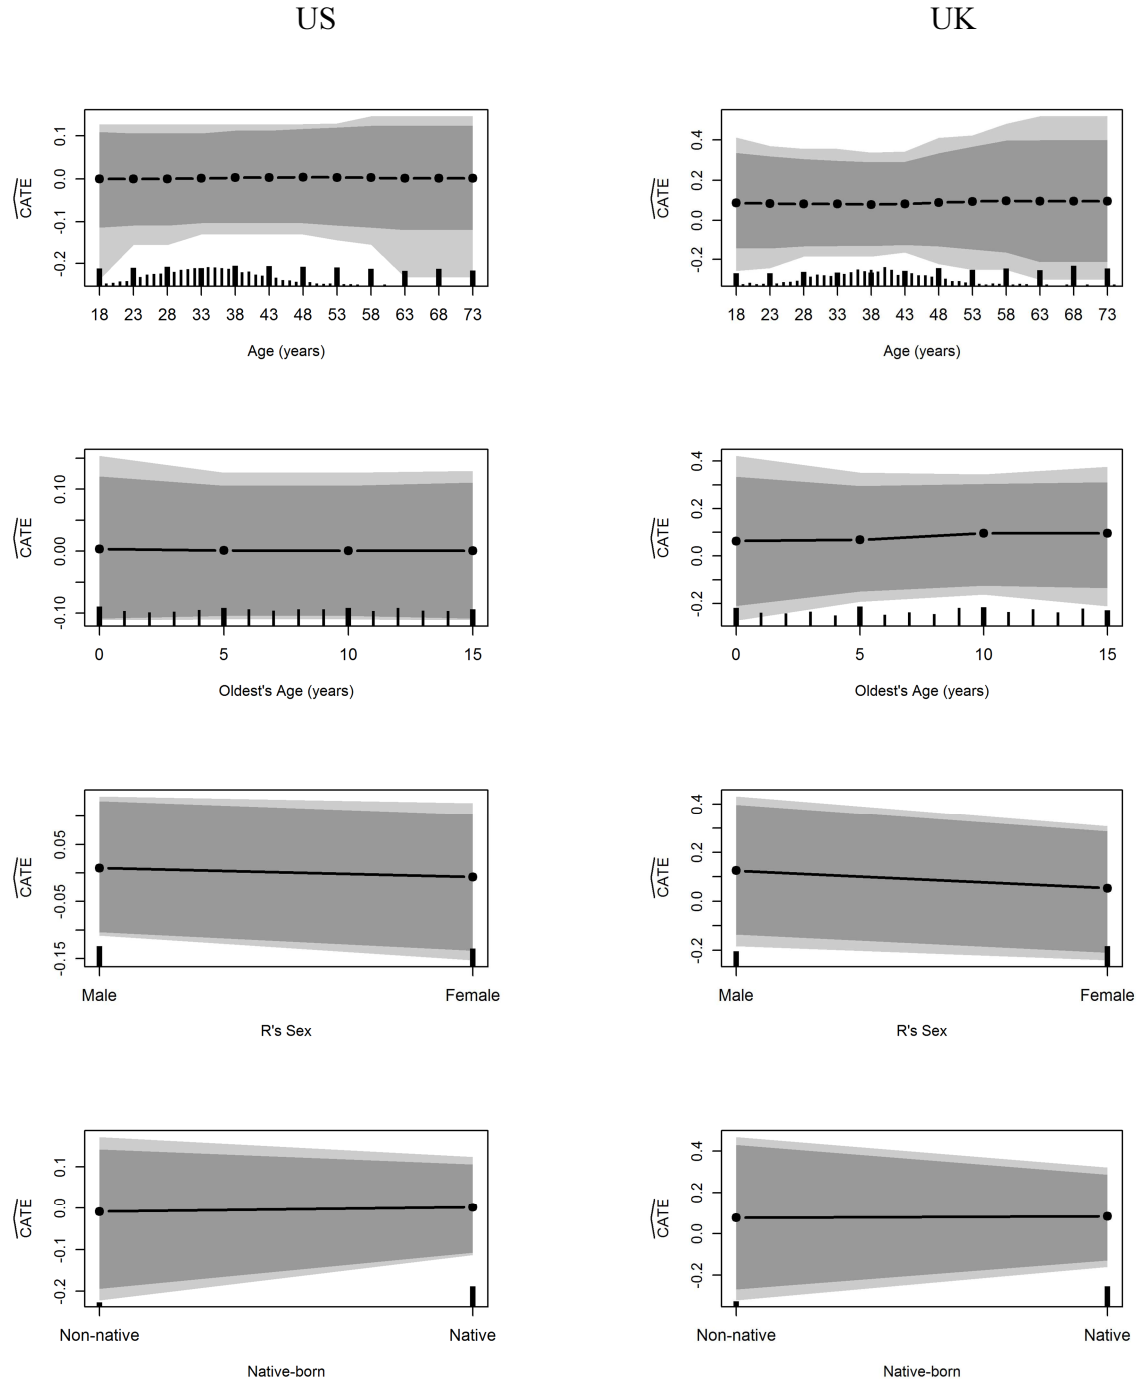 US UK
0.1
0.0
-0.1
-0.2
CATE
18 23 28 33 38 43 48 53 58 63 68 73
Age (years)
0.4
0.2
0.0
-0.2
CATE
18 23 28 33 38 43 48 53 58 63 68 73
Age (years)
0.10
0.00
-0.10
CATE
0 5 10 15
Oldest's Age (years)
0.4
0.2
0.0
-0.2
CATE
0 5 10 15
Oldest's Age (years)
0.05
-0.05
-0.15
CATE
Male Female
R's Sex
0.4
0.2
0.0
-0.2
CATE
Male Female
R's Sex
0.1
0.0
-0.1
-0.2
CATE
Non-native Native
Native-born
0.4
0.2
0.0
-0.2
CATE
Non-native Native
Native-born